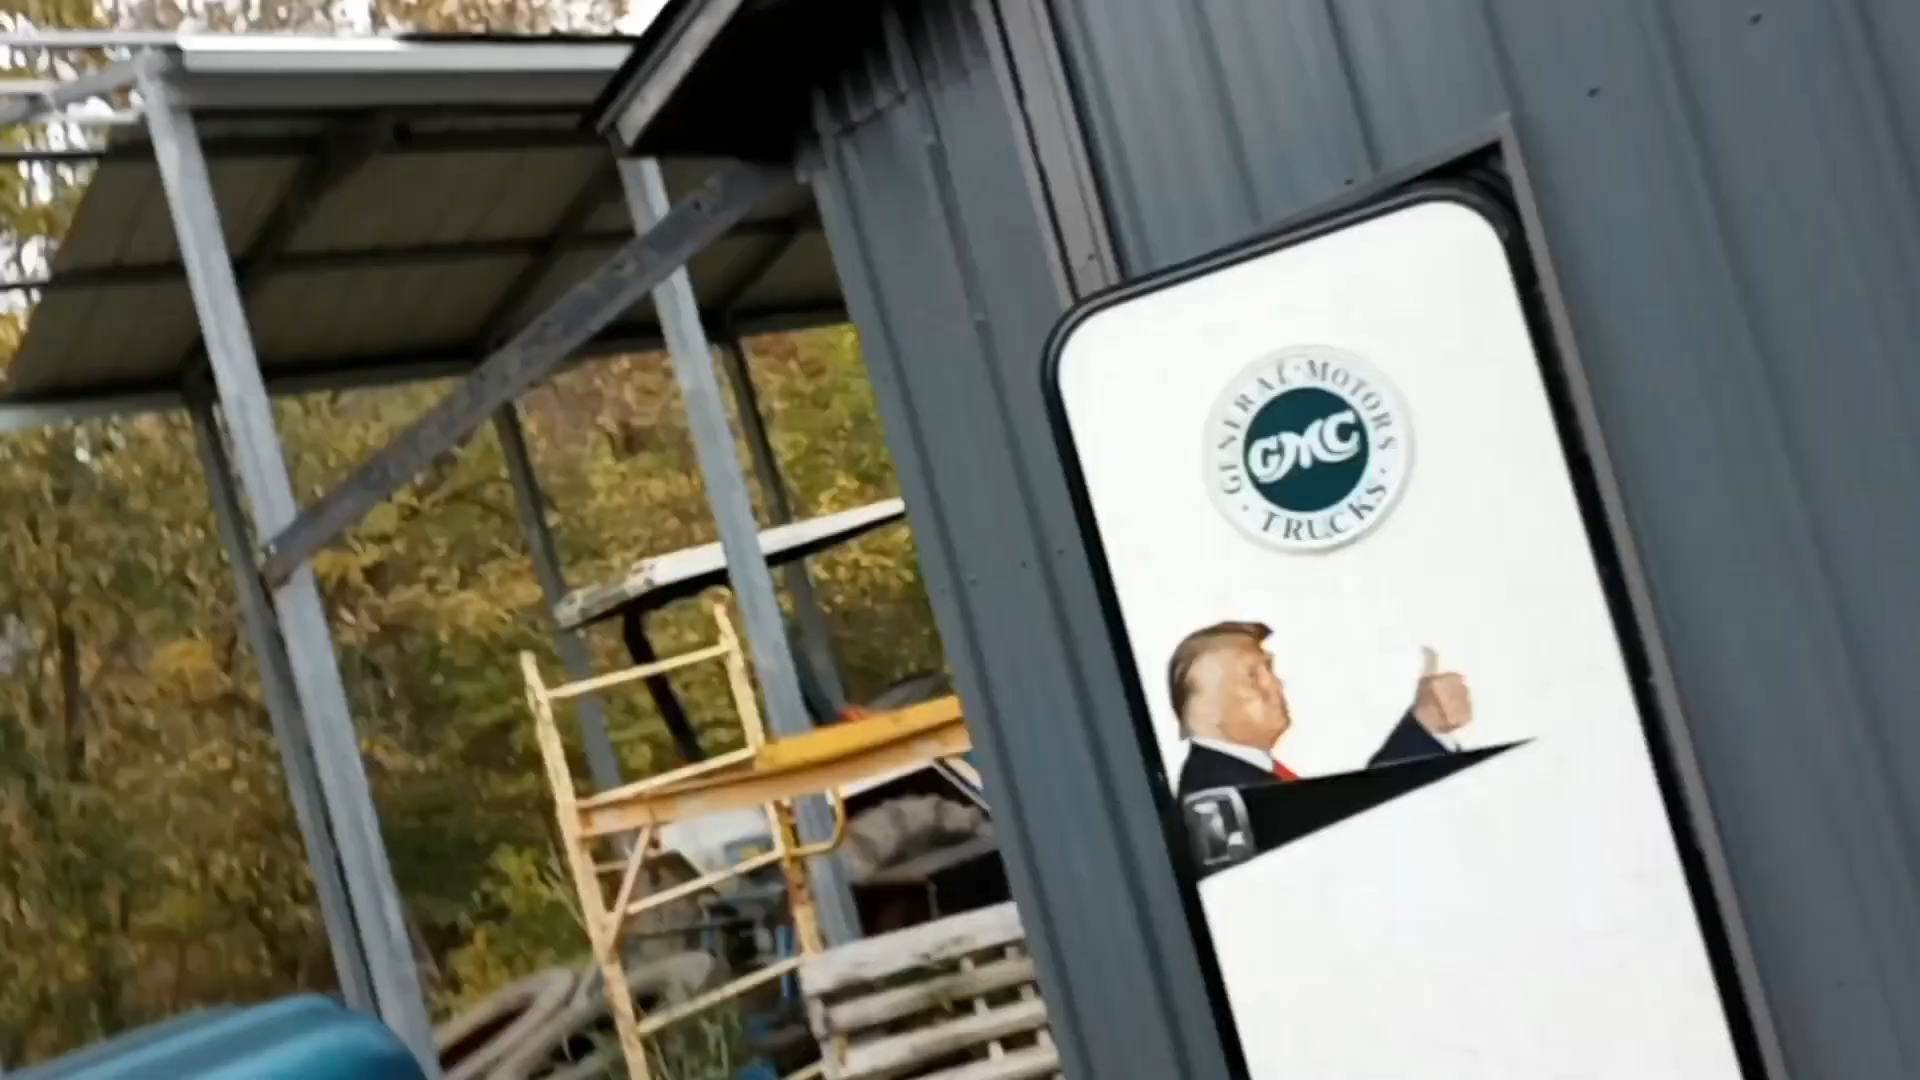 GENERAL · MOTORS · TRUCKS ·
GMC